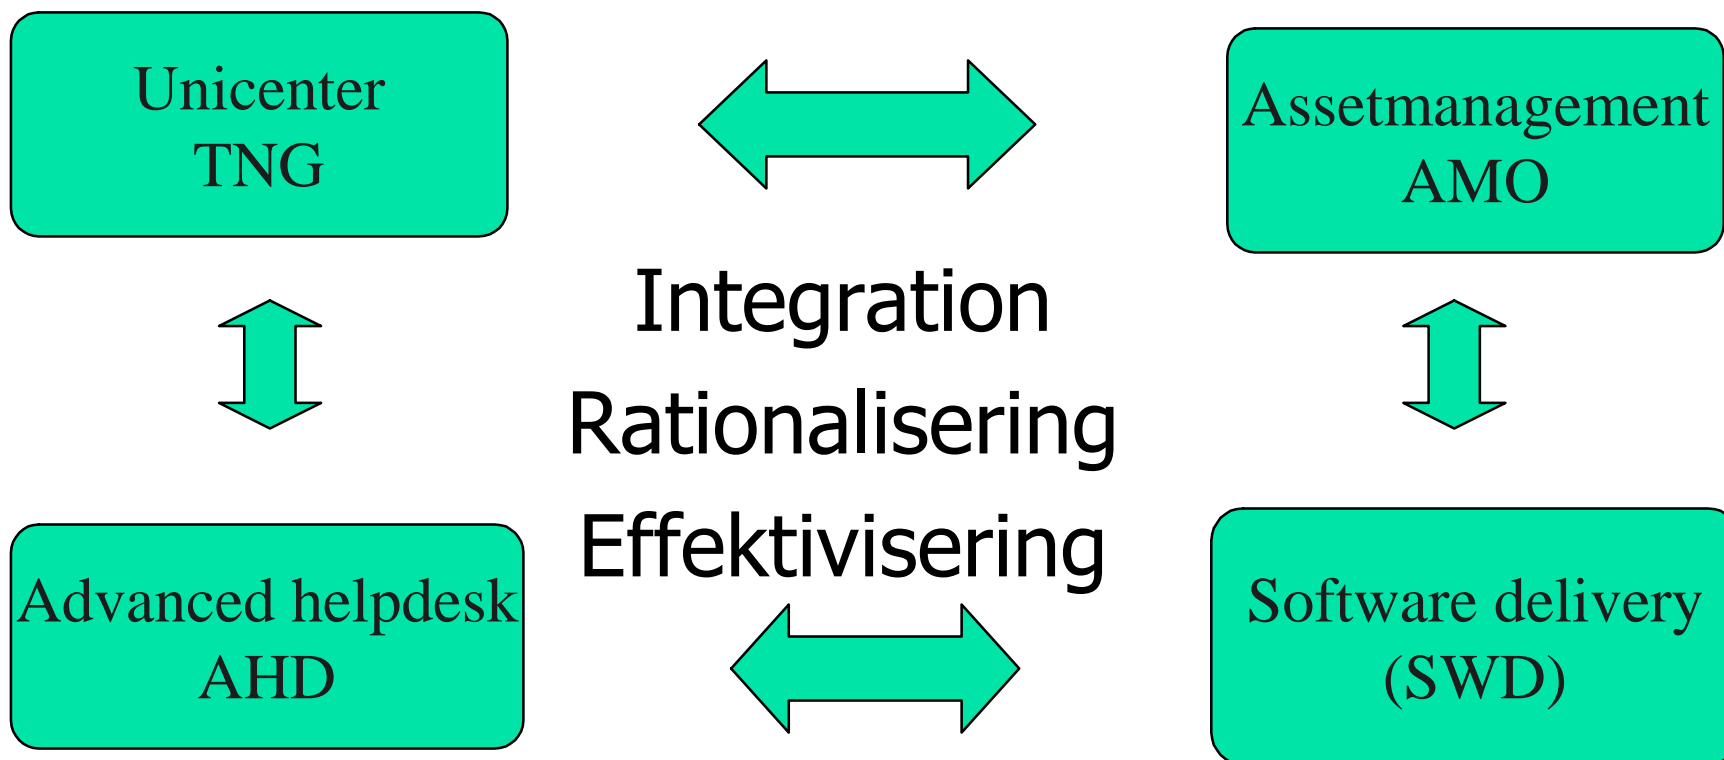 Unicenter
TNG
Assetmanagement
AMO
Integration
Rationalisering
Effektivisering
Advanced helpdesk
AHD
Software delivery
(SWD)